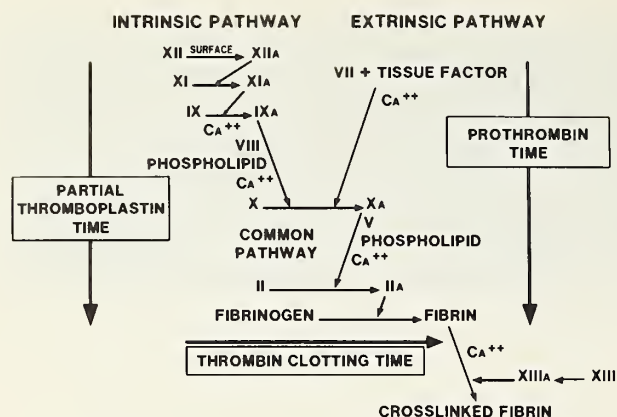 INTRINSIC PATHWAY
EXTRINSIC PATHWAY
XII SURFACE XIIA
XI XIA
VII + TISSUE FACTOR
IX IXA
CA++
CA++
VIII
PHOSPHOLIPID
CA++
PROTHROMBIN
TIME
PARTIAL
THROMBOPLASTIN
TIME
X XA
V
COMMON
PATHWAY
PHOSPHOLIPID
CA++
II IIA
FIBRINOGEN FIBRIN
THROMBIN CLOTTING TIME
CA++
XIIIA XIII
CROSSLINKED FIBRIN